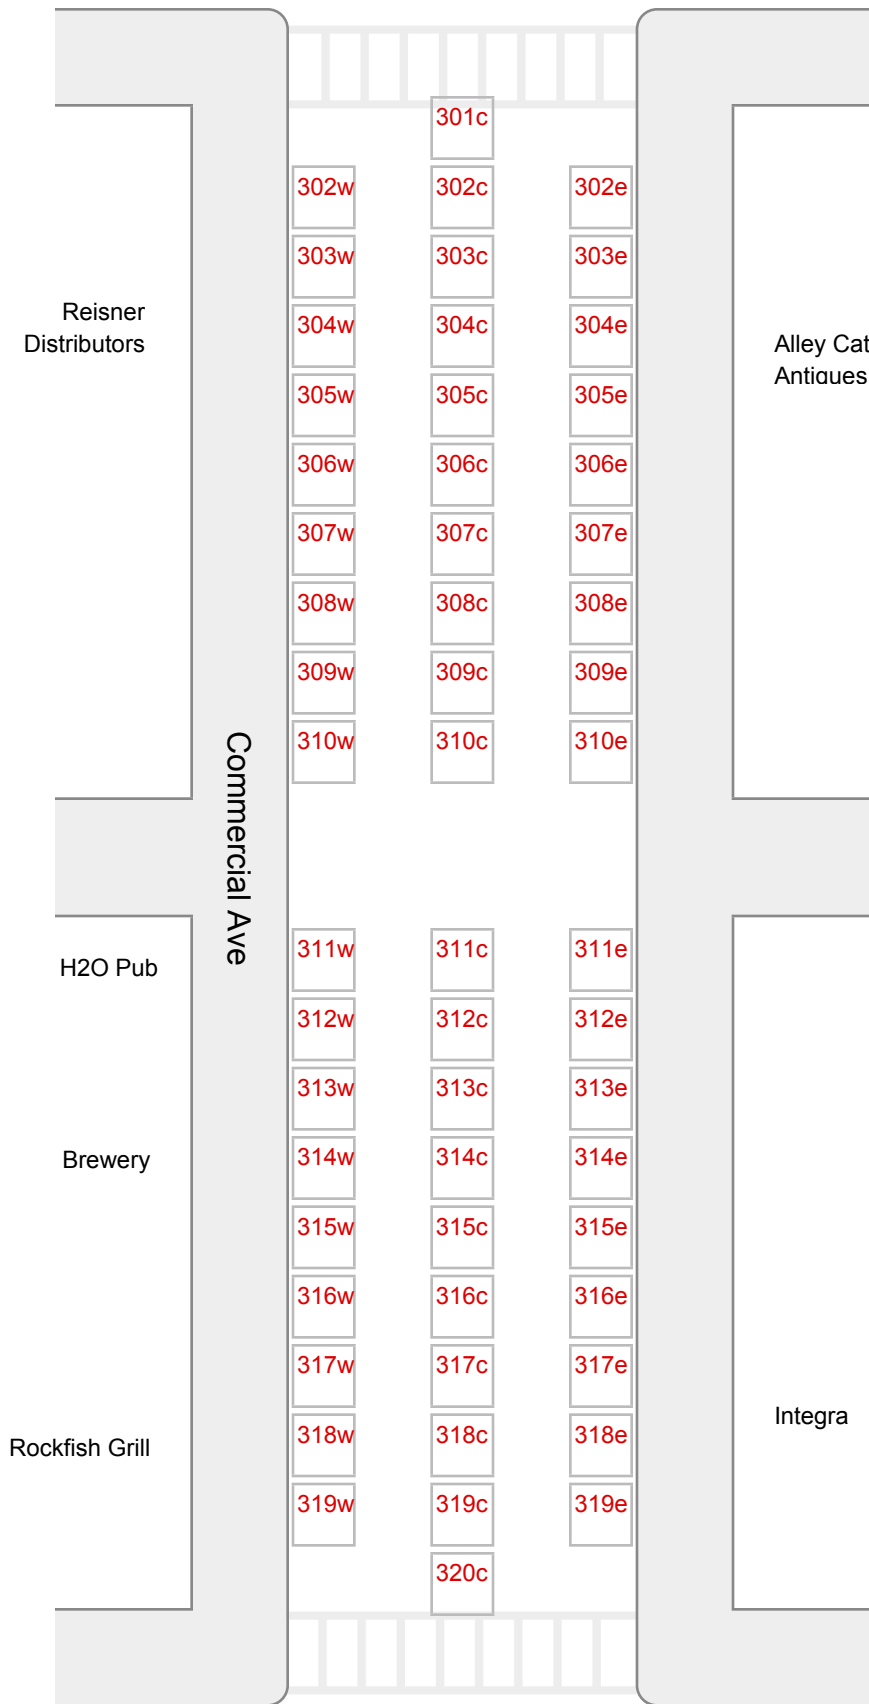 301c
302w 302c 302e
303w 303c 303e
Reisner
Distributors
304w 304c 304e
Alley Cat
Antiques
305w 305c 305e
306w 306c 306e
307w 307c 307e
308w 308c 308e
309w 309c 309e
310w 310c 310e
Commercial Ave
H2O Pub
311w 311c 311e
312w 312c 312e
313w 313c 313e
Brewery
314w 314c 314e
315w 315c 315e
316w 316c 316e
317w 317c 317e
Integra
Rockfish Grill
318w 318c 318e
319w 319c 319e
320c